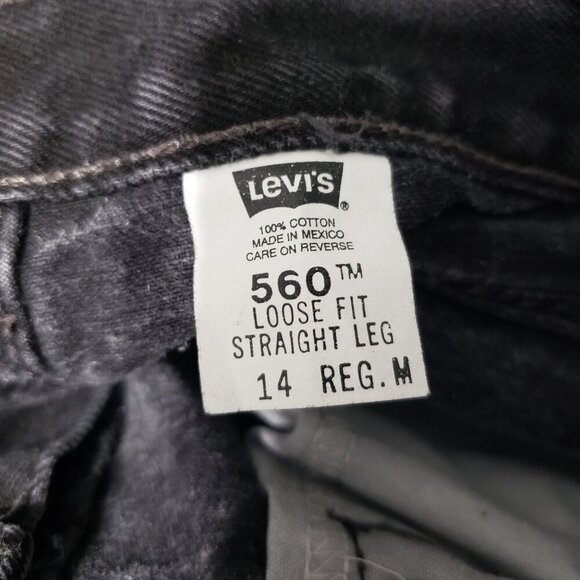 Levi's ®
100% COTTON
MADE IN MEXICO
CARE ON REVERSE
560™
LOOSE FIT
STRAIGHT LEG
14 REG. M